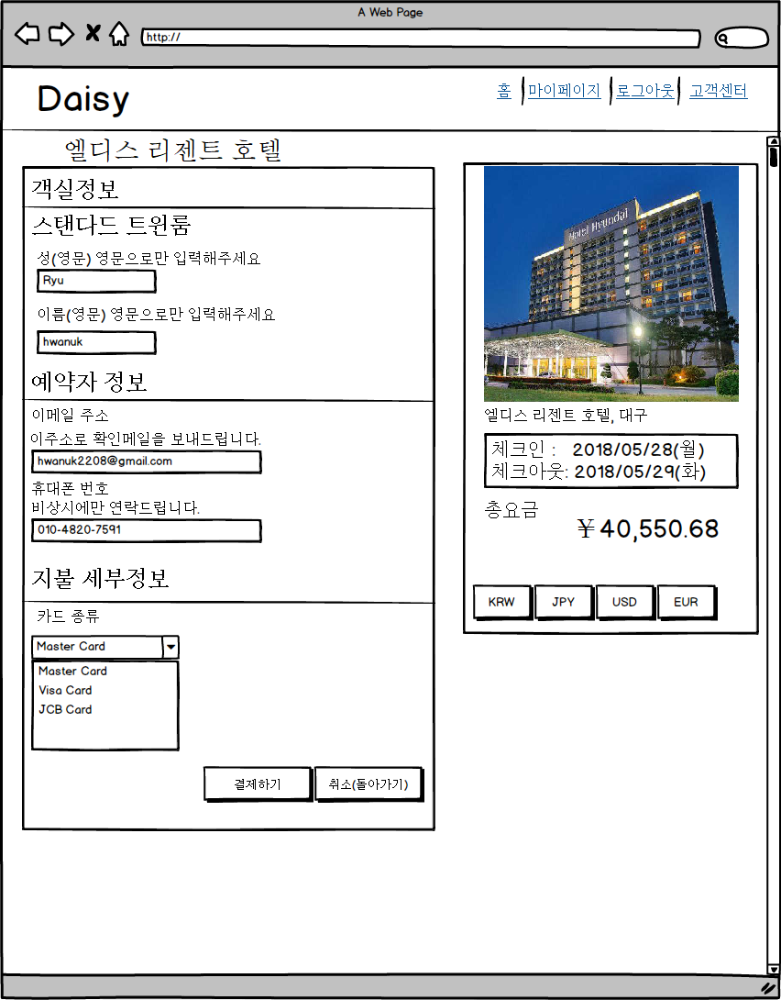 A Web Page
http://
Daisy
홈
마이페이지
로그아웃
고객센터
엘디스 리젠트 호텔
객실정보
스탠다드 트윈룸
성(영문) 영문으로만 입력해주세요
Ryu
이름(영문) 영문으로만 입력해주세요
hwanuk
예약자 정보
이메일 주소
이주소로 확인메일을 보내드립니다.
hwanuk2208@gmail.com
휴대폰 번호
비상시에만 연락드립니다.
010-4820-7591
지불 세부정보
카드 종류
Master Card
Master Card
Visa Card
JCB Card
결제하기
취소(돌아가기)
Hotel Hyundai
엘디스 리젠트 호텔, 대구
체크인 : 2018/05/28(월)
체크아웃: 2018/05/29(화)
총요금
￥40,550.68
KRW
JPY
USD
EUR